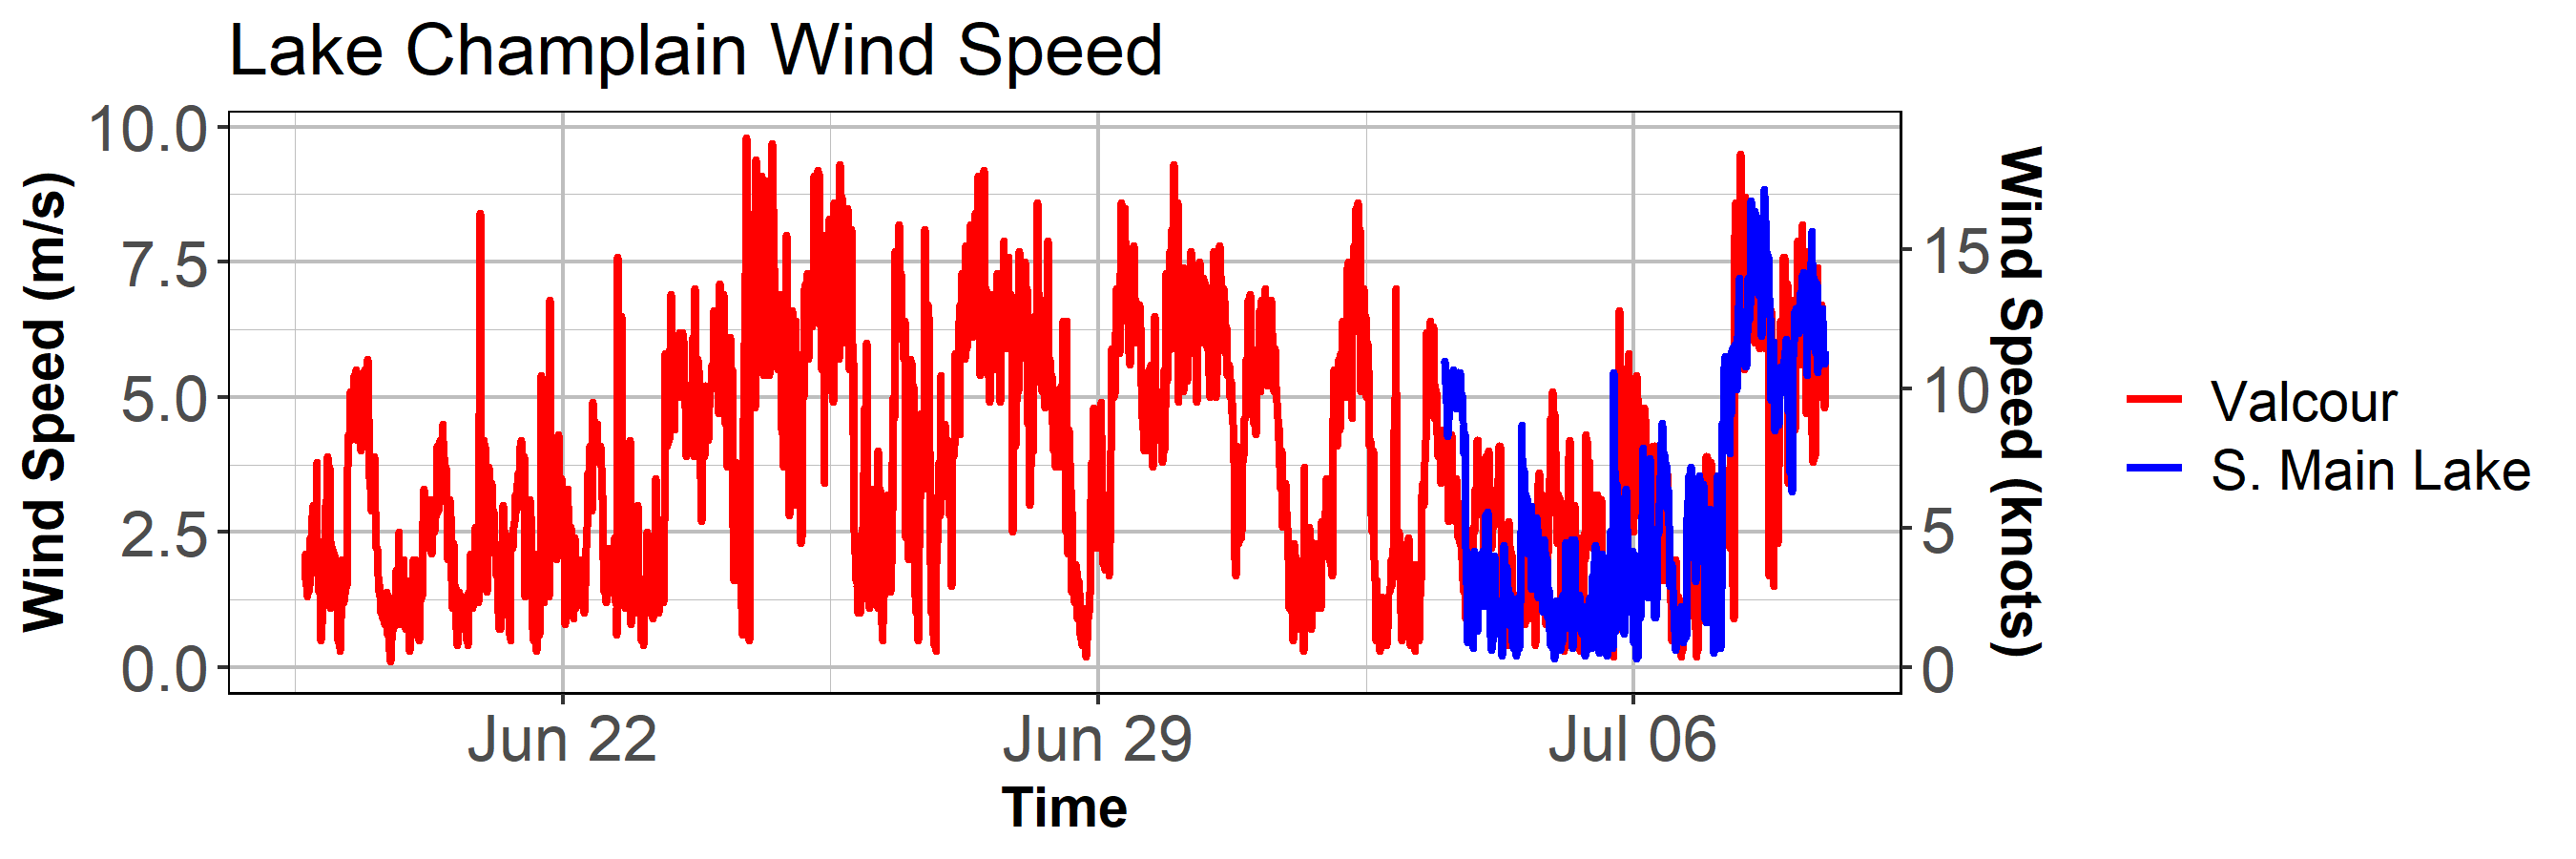 Lake Champlain Wind Speed
Wind Speed (m/s)
10.0
7.5
5.0
2.5
0.0
15
10
5
0
Wind Speed (knots)
Jun 22
Jun 29
Jul 06
Time
Valcour
S. Main Lake